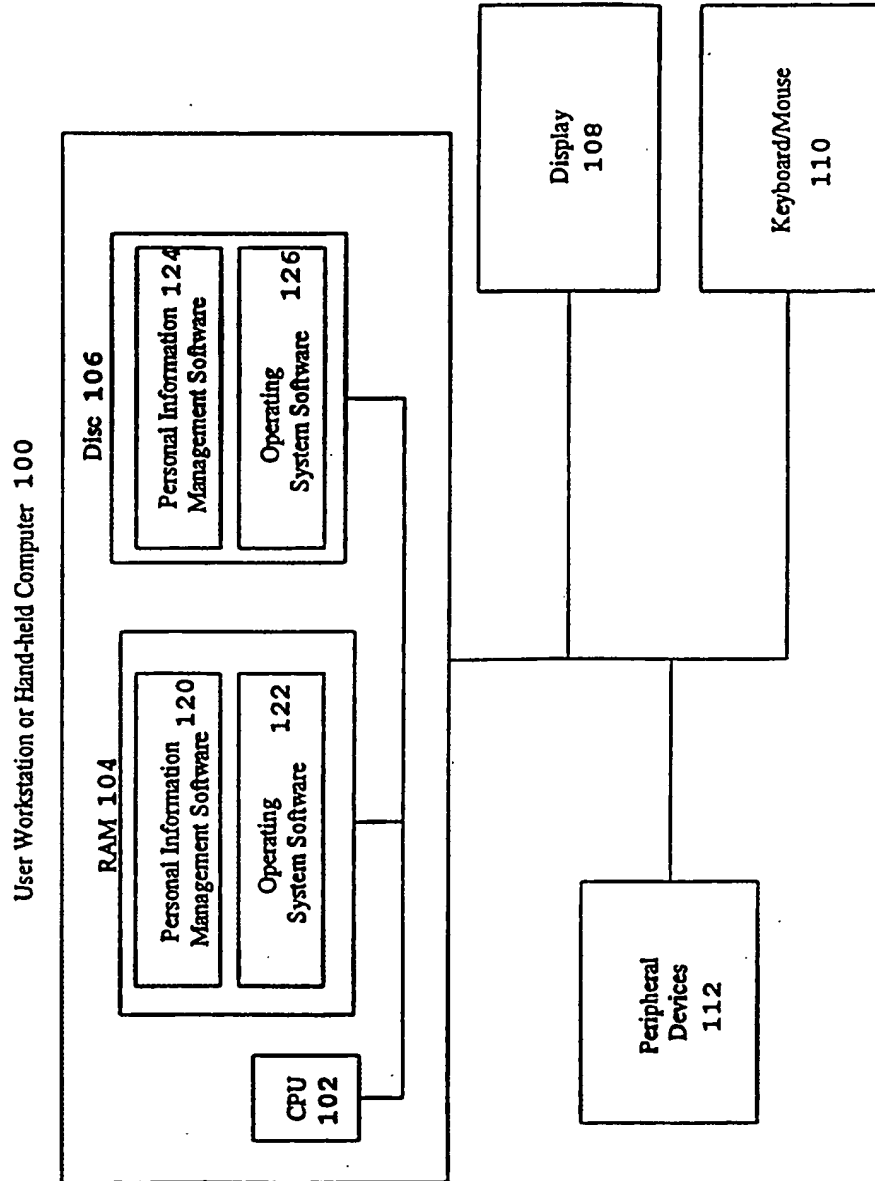 User Workstation or Hand-held Computer 100
RAM 104
Personal Information
Management Software 120
Operating
System Software 122
Disc 106
Personal Information
Management Software 124
Operating
System Software 126
CPU
102
Peripheral
Devices
112
Display
108
Keyboard/Mouse
110